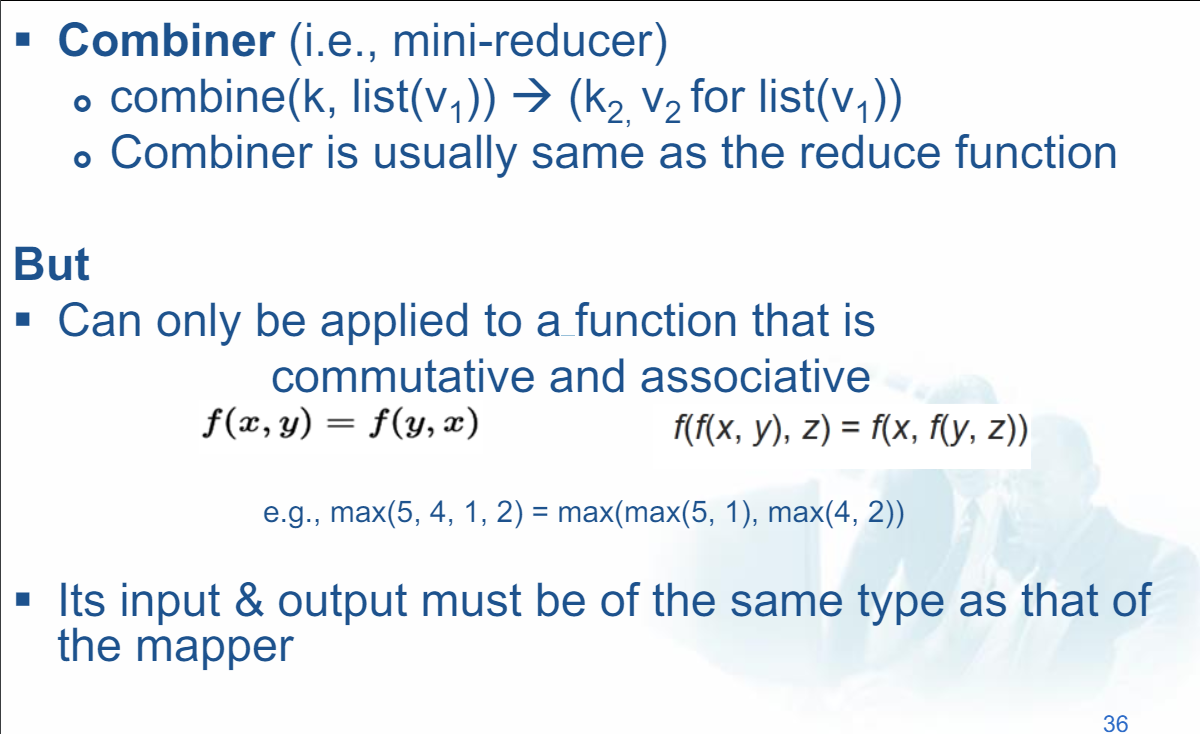 ▪ Combiner (i.e., mini-reducer)
∘ combine(k, list(v₁)) → (k₂, v₂ for list(v₁))
∘ Combiner is usually same as the reduce function
But
▪ Can only be applied to a function that is
commutative and associative
f(x, y) = f(y, x) f(f(x, y), z) = f(x, f(y, z))
e.g., max(5, 4, 1, 2) = max(max(5, 1), max(4, 2))
▪ Its input & output must be of the same type as that of
the mapper
36